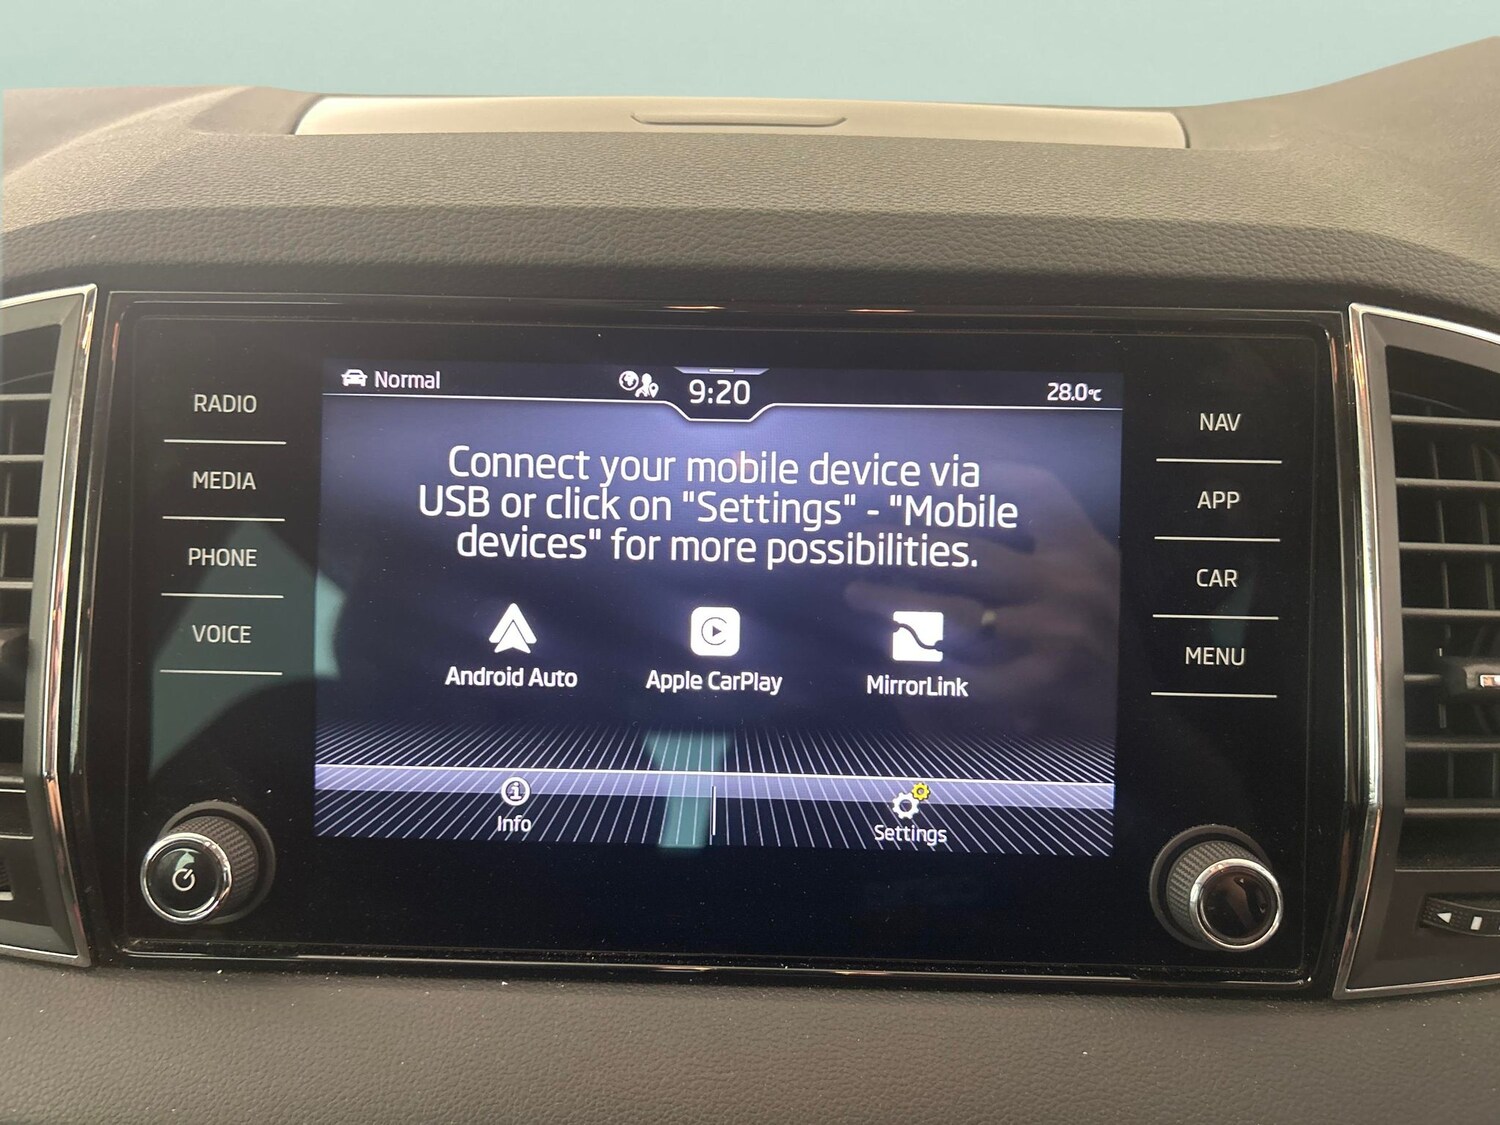 Normal
9:20
28.0°C
RADIO
MEDIA
PHONE
VOICE
Connect your mobile device via
USB or click on "Settings" - "Mobile
devices" for more possibilities.
Android Auto
Apple CarPlay
MirrorLink
Info
Settings
NAV
APP
CAR
MENU